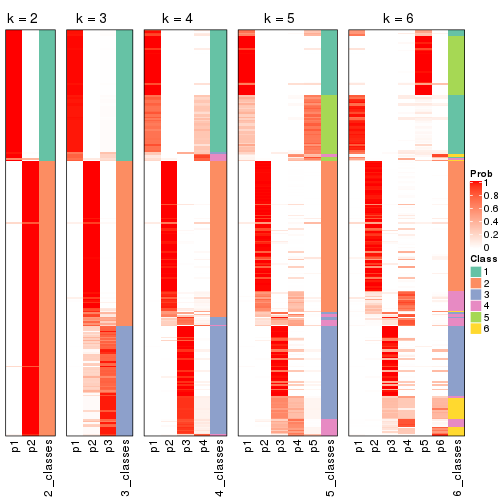 k = 2
k = 3
k = 4
k = 5
k = 6
p1
p2
2_classes
p1
p2
p3
3_classes
p1
p2
p3
p4
4_classes
p1
p2
p3
p4
p5
5_classes
p1
p2
p3
p4
p5
p6
6_classes
Prob
1
0.8
0.6
0.4
0.2
0
Class
1
2
3
4
5
6